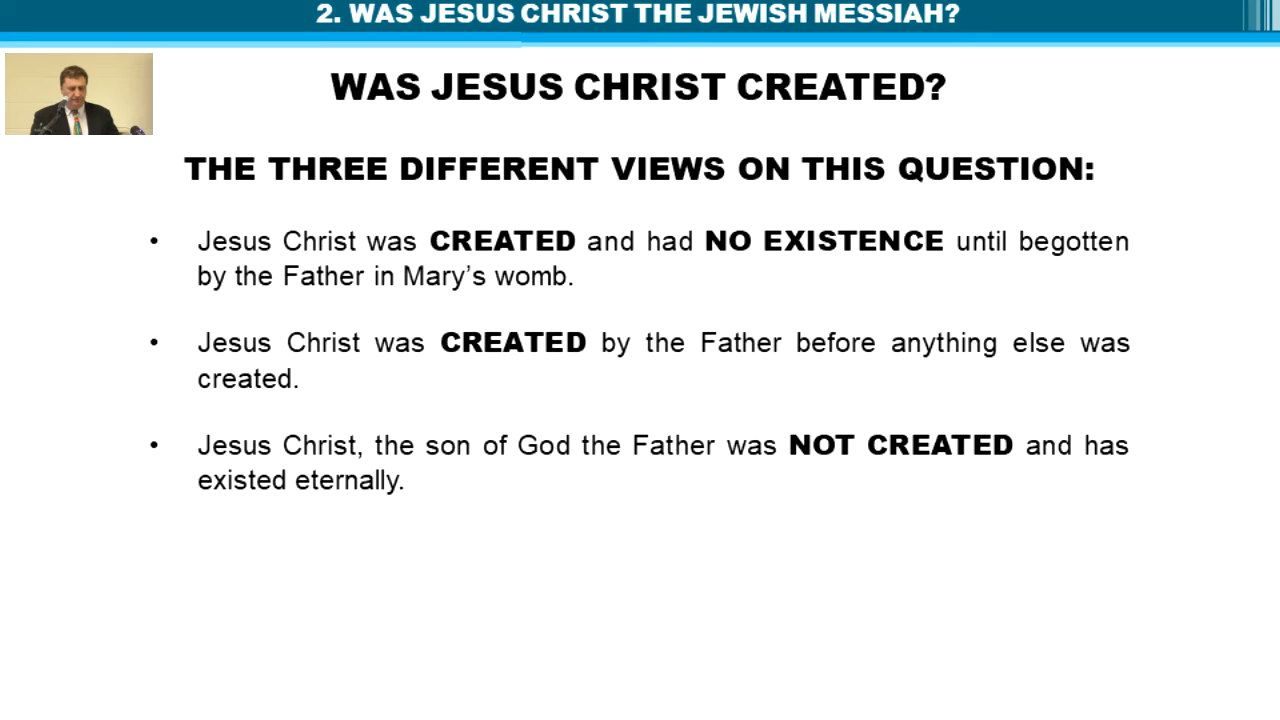 2. WAS JESUS CHRIST THE JEWISH MESSIAH?
WAS JESUS CHRIST CREATED?
THE THREE DIFFERENT VIEWS ON THIS QUESTION:
• Jesus Christ was CREATED and had NO EXISTENCE until begotten
by the Father in Mary’s womb.
• Jesus Christ was CREATED by the Father before anything else was
created.
• Jesus Christ, the son of God the Father was NOT CREATED and has
existed eternally.